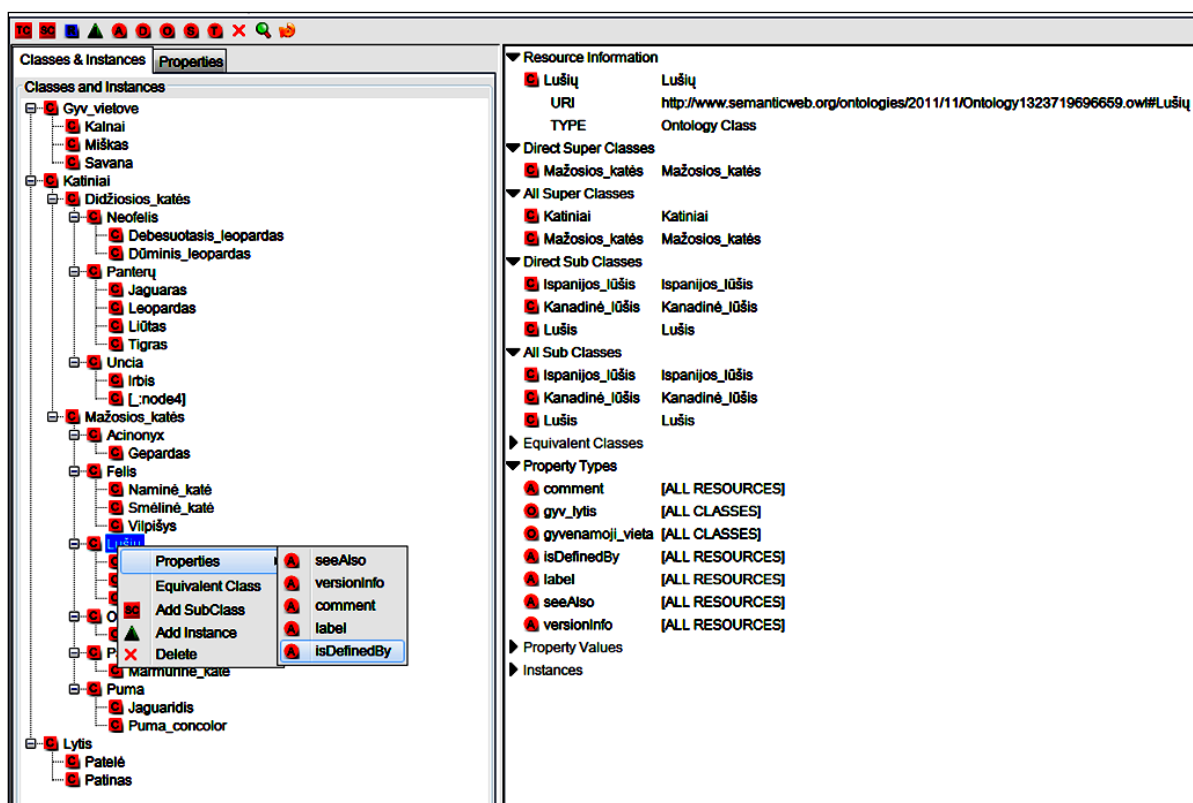 TC SC R A D O S T
Classes & Instances Properties
Classes and Instances
C Gyv_vietove
C Kalnai
C Miškas
C Savana
C Katiniai
C Didžiosios_katės
C Neofelis
C Debesuotasis_leopardas
C Dūminis_leopardas
C Panterų
C Jaguaras
C Leopardas
C Liūtas
C Tigras
C Uncia
C Irbis
C [_:node4]
C Mažosios_katės
C Acinonyx
C Gepardas
C Felis
C Naminė_katė
C Smėlinė_katė
C Vilpišys
C Lušių
C
C
C
C O
C
C P
C Marmurinė_katė
C Puma
C Jaguaridis
C Puma_concolor
C Lytis
C Patelė
C Patinas
Properties
Equivalent Class
SC Add SubClass
Add Instance
Delete
A seeAlso
A versionInfo
A comment
A label
A isDefinedBy
Resource Information
C Lušių Lušių
URI http://www.semanticweb.org/ontologies/2011/11/Ontology1323719696659.owl#Lušių
TYPE Ontology Class
Direct Super Classes
C Mažosios_katės Mažosios_katės
All Super Classes
C Katiniai Katiniai
C Mažosios_katės Mažosios_katės
Direct Sub Classes
C Ispanijos_lūšis Ispanijos_lūšis
C Kanadinė_lūšis Kanadinė_lūšis
C Lušis Lušis
All Sub Classes
C Ispanijos_lūšis Ispanijos_lūšis
C Kanadinė_lūšis Kanadinė_lūšis
C Lušis Lušis
Equivalent Classes
Property Types
A comment [ALL RESOURCES]
O gyv_lytis [ALL CLASSES]
O gyvenamoji_vieta [ALL CLASSES]
A isDefinedBy [ALL RESOURCES]
A label [ALL RESOURCES]
A seeAlso [ALL RESOURCES]
A versionInfo [ALL RESOURCES]
Property Values
Instances